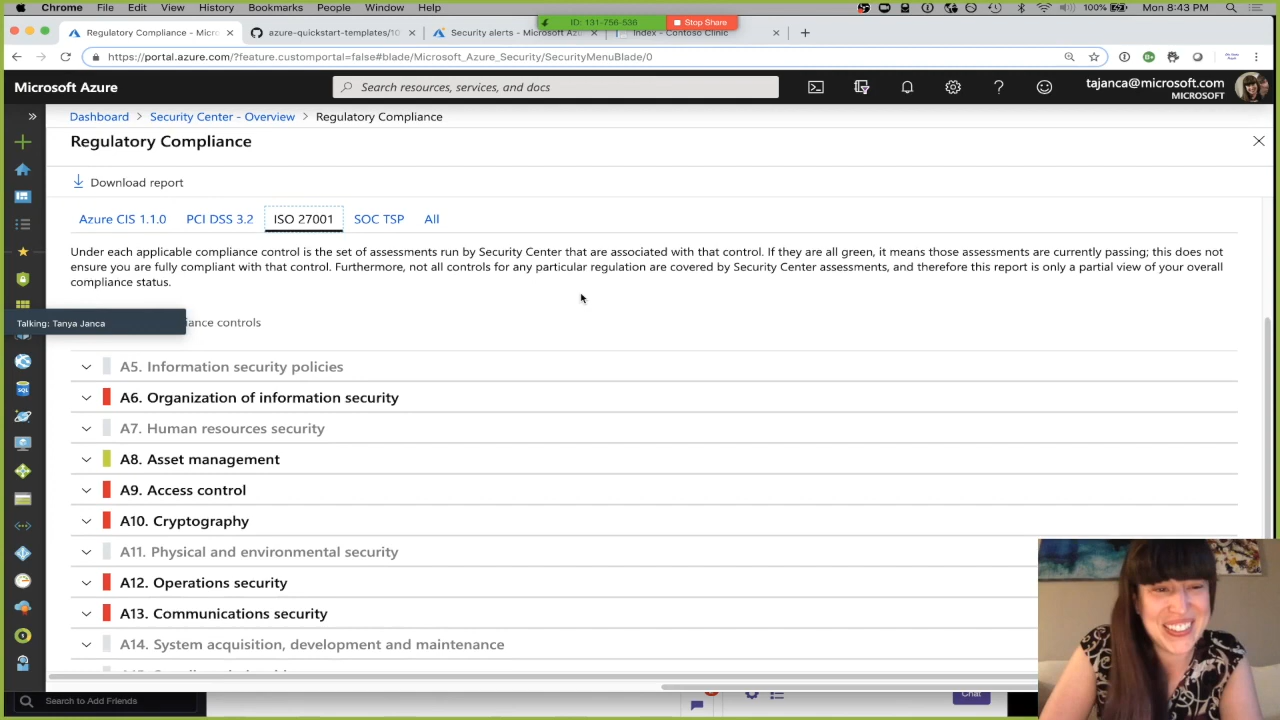 Chrome File Edit View History Bookmarks People Window Help
100% Mon 8:43 PM
ID: 131-756-536 Stop Share
Regulatory Compliance - Micro
azure-quickstart-templates/10
Security alerts - Microsoft Az
Index - Contoso Clinic
https://portal.azure.com/?feature.customportal=false#blade/Microsoft_Azure_Security/SecurityMenuBlade/0
Microsoft Azure
Search resources, services, and docs
tajanca@microsoft.com
MICROSOFT
Dashboard > Security Center - Overview > Regulatory Compliance
Regulatory Compliance
Download report
Azure CIS 1.1.0 PCI DSS 3.2 ISO 27001 SOC TSP All
Under each applicable compliance control is the set of assessments run by Security Center that are associated with that control. If they are all green, it means those assessments are currently passing; this does not
ensure you are fully compliant with that control. Furthermore, not all controls for any particular regulation are covered by Security Center assessments, and therefore this report is only a partial view of your overall
compliance status.
Talking: Tanya Janca
iance controls
A5. Information security policies
A6. Organization of information security
A7. Human resources security
A8. Asset management
A9. Access control
A10. Cryptography
A11. Physical and environmental security
A12. Operations security
A13. Communications security
A14. System acquisition, development and maintenance
Search to Add Friends
Chat